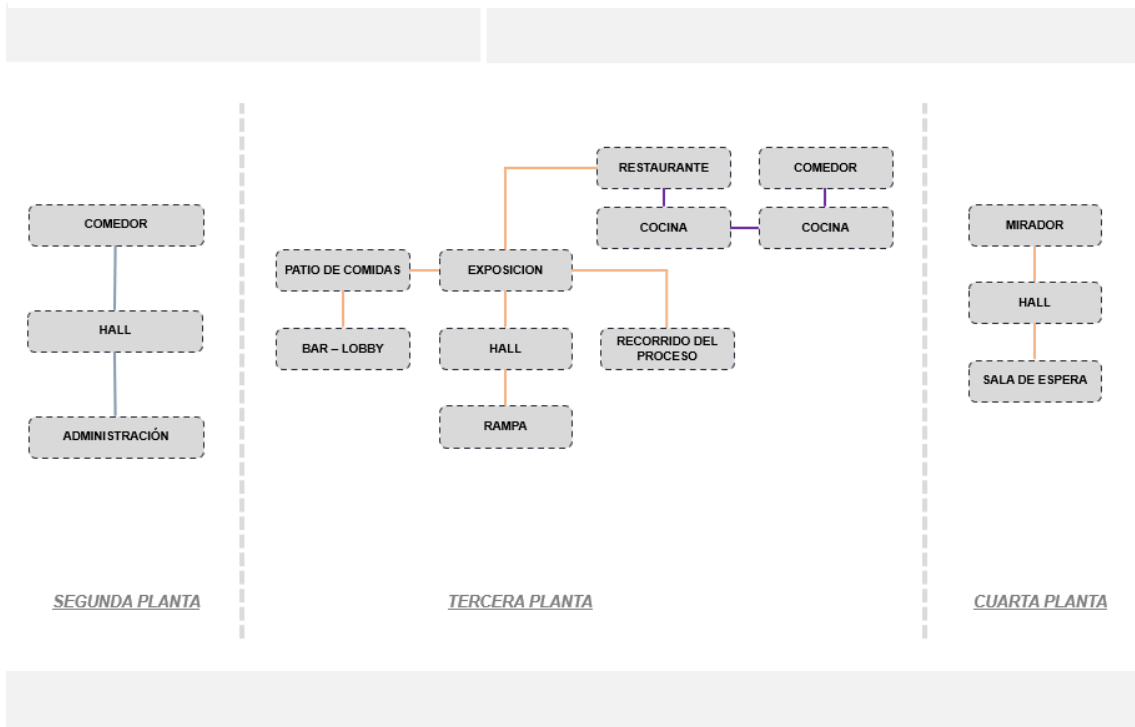 COMEDOR
HALL
ADMINISTRACIÓN
SEGUNDA PLANTA
RESTAURANTE
COMEDOR
COCINA
COCINA
PATIO DE COMIDAS
EXPOSICION
BAR – LOBBY
HALL
RECORRIDO DEL
PROCESO
RAMPA
TERCERA PLANTA
MIRADOR
HALL
SALA DE ESPERA
CUARTA PLANTA